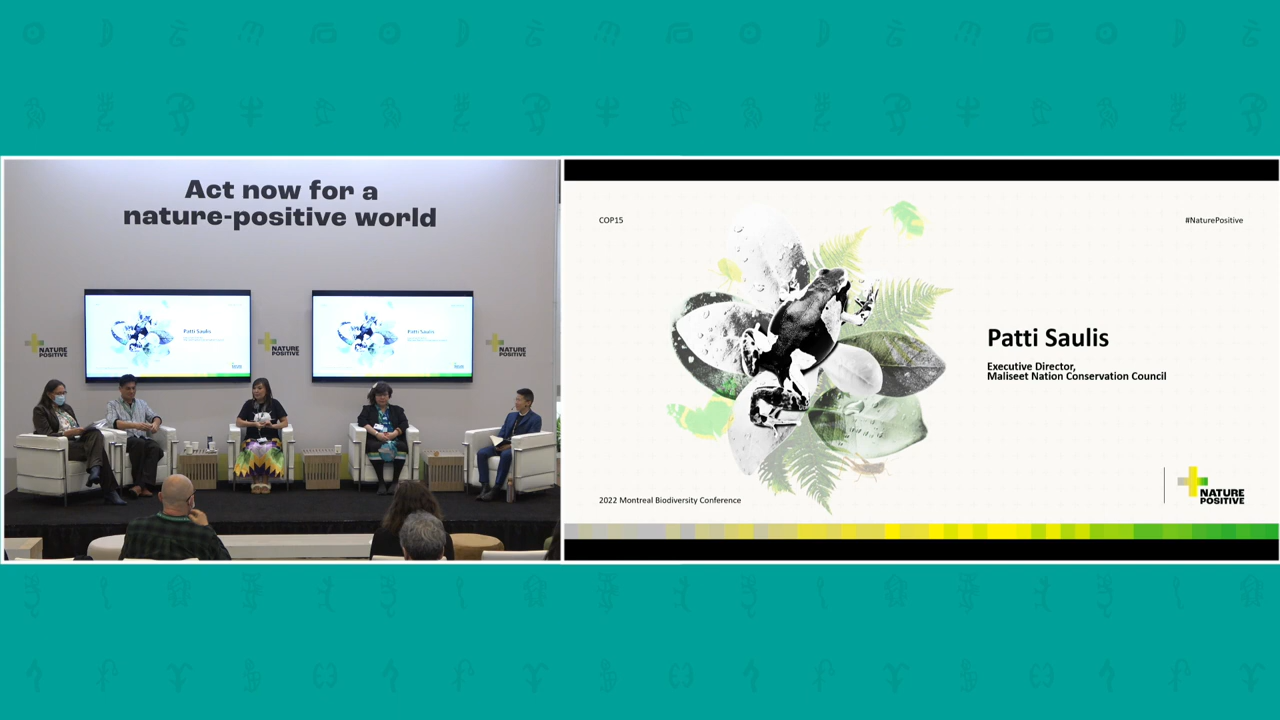 Act now for a
nature-positive world
Patti Saulis
Patti Saulis
NATURE
POSITIVE
NATURE
POSITIVE
NATURE
POSITIVE
COP15
#NaturePositive
Patti Saulis
Executive Director,
Maliseet Nation Conservation Council
2022 Montreal Biodiversity Conference
NATURE
POSITIVE